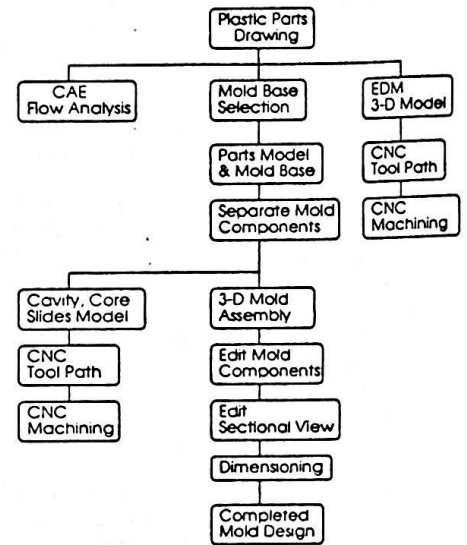 Plastic Parts
Drawing
CAE
Flow Analysis
Mold Base
Selection
EDM
3-D Model
Parts Model
& Mold Base
CNC
Tool Path
Separate Mold
Components
CNC
Machining
Cavity, Core
Slides Model
3-D Mold
Assembly
CNC
Tool Path
Edit Mold
Components
CNC
Machining
Edit
Sectional View
Dimensioning
Completed
Mold Design